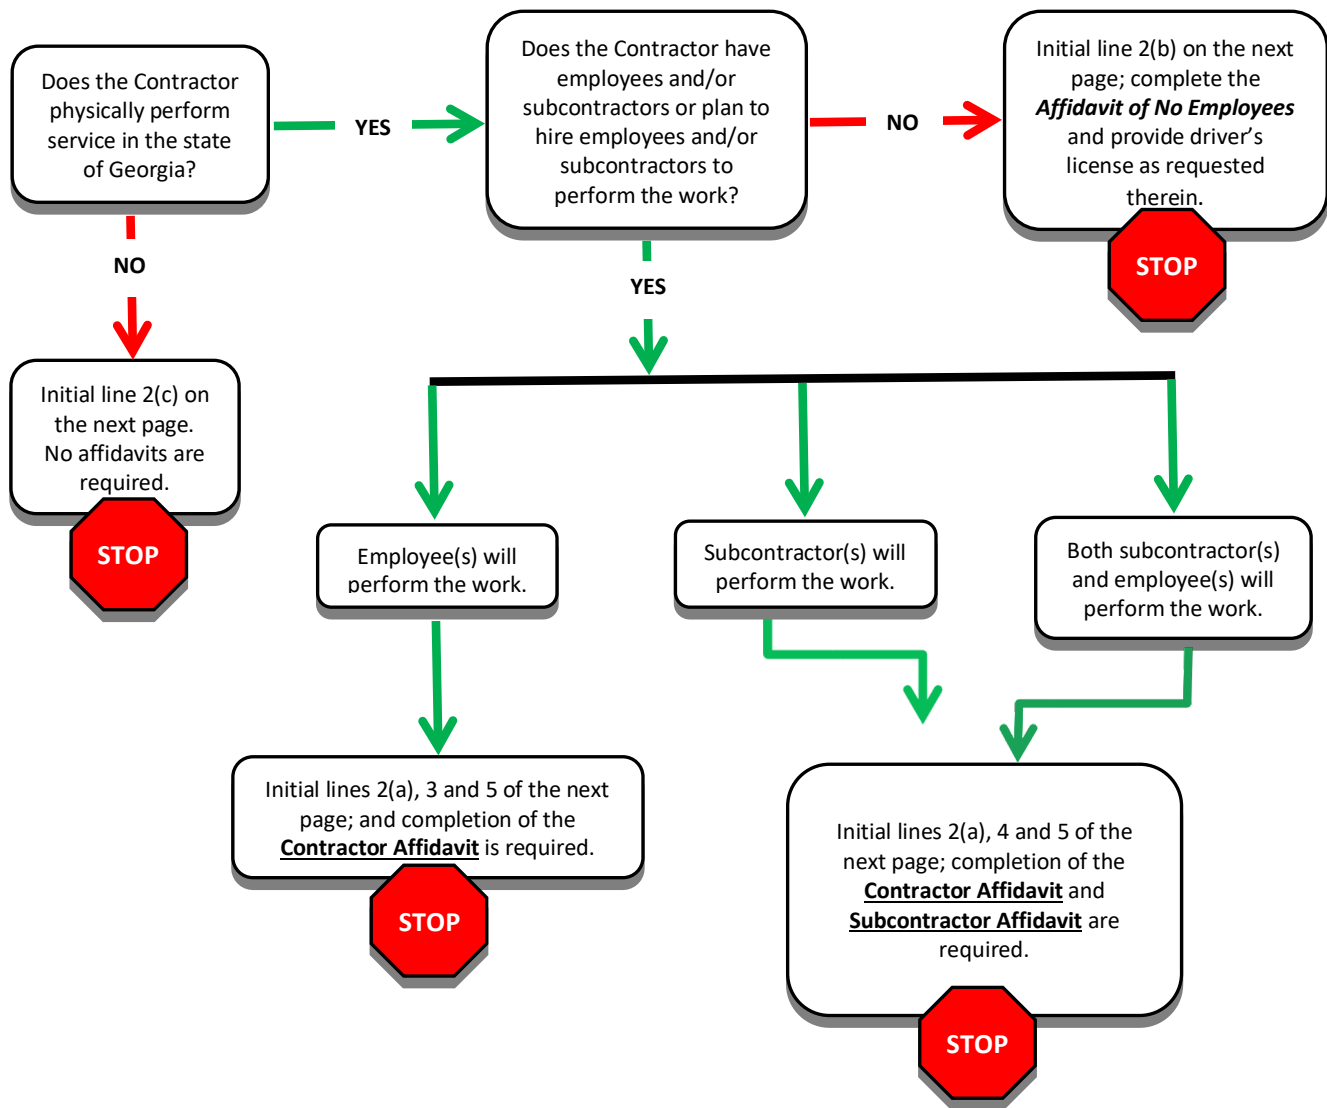 Does the Contractor
physically perform
service in the state
of Georgia?
YES
Does the Contractor have
employees and/or
subcontractors or plan to
hire employees and/or
subcontractors to
perform the work?
NO
Initial line 2(b) on the next
page; complete the
Affidavit of No Employees
and provide driver’s
license as requested
therein.
STOP
NO
YES
Initial line 2(c) on
the next page.
No affidavits are
required.
STOP
Employee(s) will
perform the work.
Subcontractor(s) will
perform the work.
Both subcontractor(s)
and employee(s) will
perform the work.
Initial lines 2(a), 3 and 5 of the next
page; and completion of the
Contractor Affidavit is required.
STOP
Initial lines 2(a), 4 and 5 of the
next page; completion of the
Contractor Affidavit and
Subcontractor Affidavit are
required.
STOP